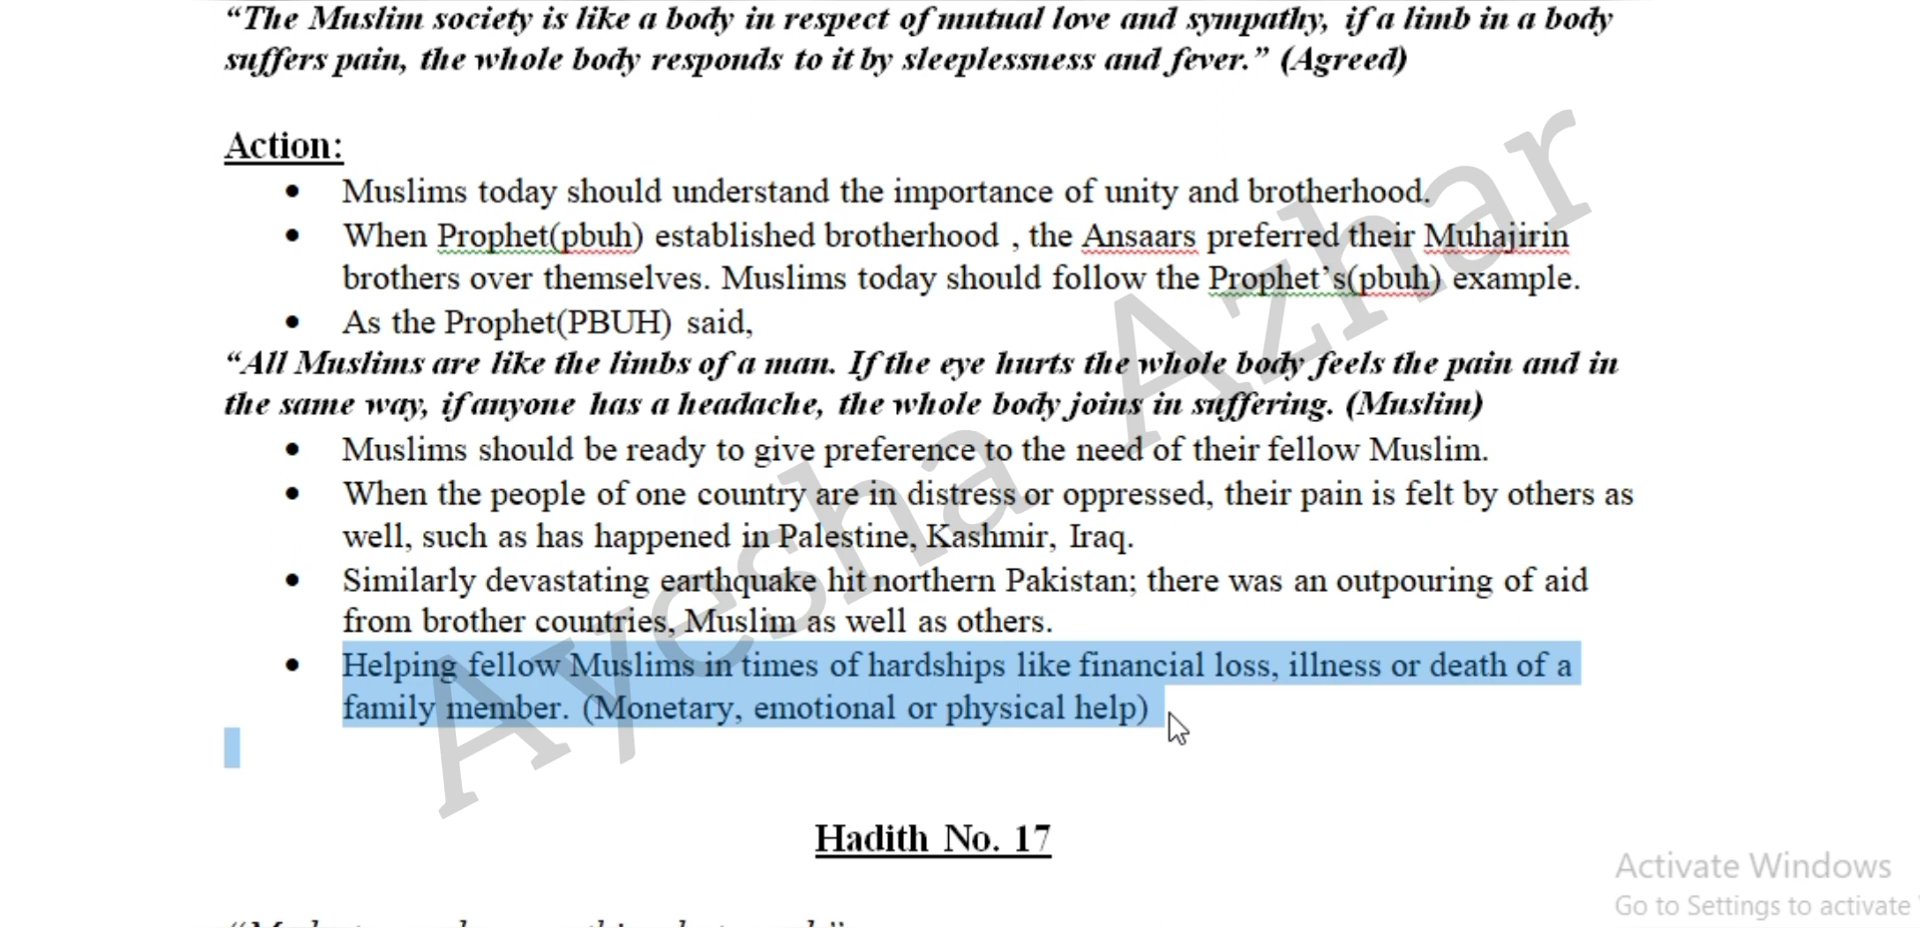 “The Muslim society is like a body in respect of mutual love and sympathy, if a limb in a body
suffers pain, the whole body responds to it by sleeplessness and fever.” (Agreed)
Action:
• Muslims today should understand the importance of unity and brotherhood.
• When Prophet(pbuh) established brotherhood , the Ansaars preferred their Muhajirin
brothers over themselves. Muslims today should follow the Prophet’s(pbuh) example.
• As the Prophet(PBUH) said,
“All Muslims are like the limbs of a man. If the eye hurts the whole body feels the pain and in
the same way, if anyone has a headache, the whole body joins in suffering. (Muslim)
• Muslims should be ready to give preference to the need of their fellow Muslim.
• When the people of one country are in distress or oppressed, their pain is felt by others as
well, such as has happened in Palestine, Kashmir, Iraq.
• Similarly devastating earthquake hit northern Pakistan; there was an outpouring of aid
from brother countries, Muslim as well as others.
• Helping fellow Muslims in times of hardships like financial loss, illness or death of a
family member. (Monetary, emotional or physical help)
Ayesha Azhar
Hadith No. 17
Activate Windows
Go to Settings to activate